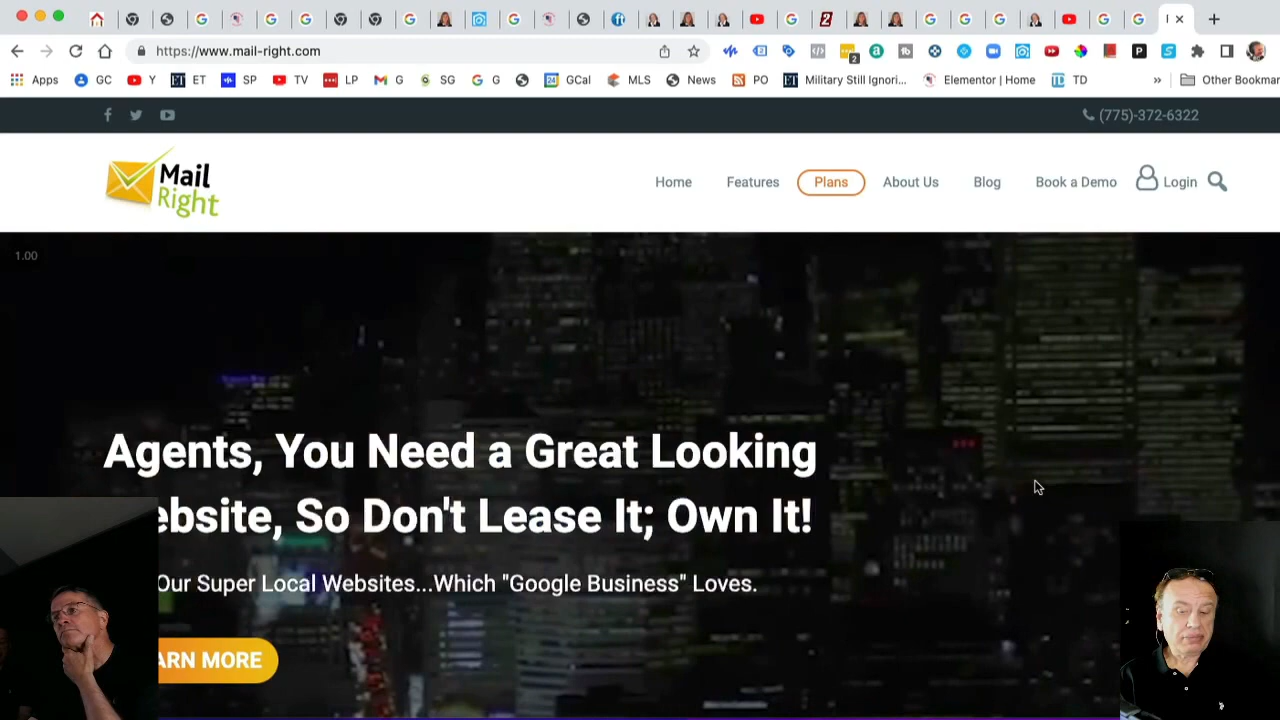 https://www.mail-right.com
2
Apps GC Y ET SP TV LP G SG G 24 GCal MLS News PO ET Military Still Ignori... Elementor | Home TD » Other Bookmar
(775)-372-6322
Mail
Right
Home Features Plans About Us Blog Book a Demo Login
1.00
Agents, You Need a Great Looking
ebsite, So Don't Lease It; Own It!
Our Super Local Websites...Which "Google Business" Loves.
ARN MORE